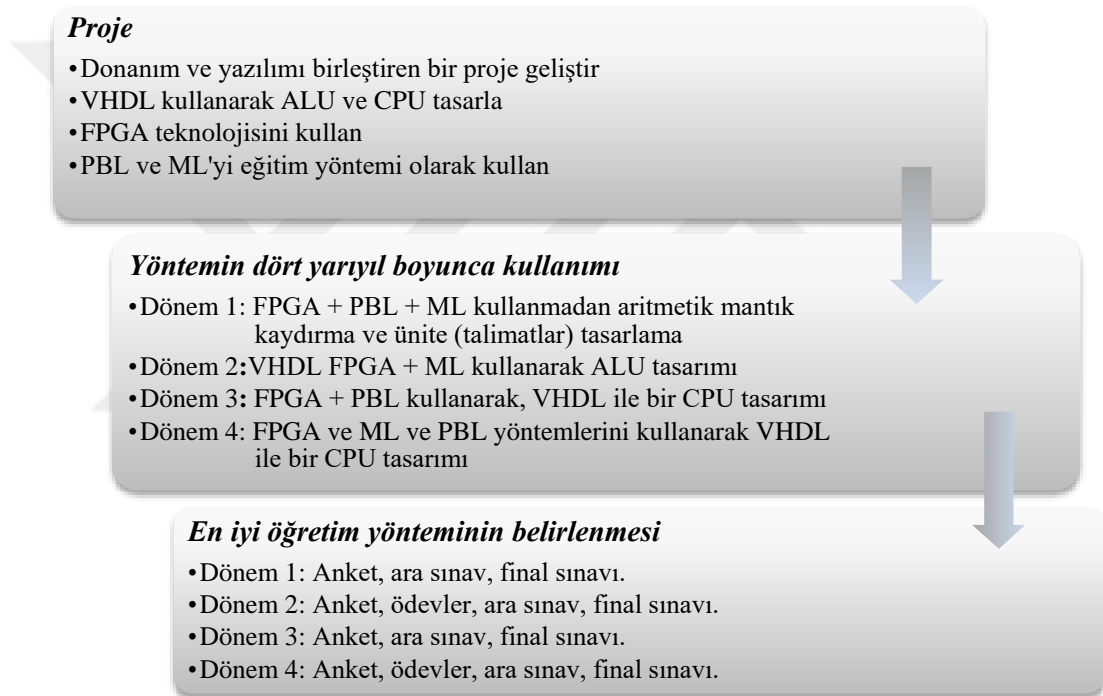 Proje
•Donanım ve yazılımı birleştiren bir proje geliştir
•VHDL kullanarak ALU ve CPU tasarla
•FPGA teknolojisini kullan
•PBL ve ML'yi eğitim yöntemi olarak kullan
Yöntemin dört yarıyıl boyunca kullanımı
•Dönem 1: FPGA + PBL + ML kullanmadan aritmetik mantık
kaydırma ve ünite (talimatlar) tasarlama
•Dönem 2:VHDL FPGA + ML kullanarak ALU tasarımı
•Dönem 3: FPGA + PBL kullanarak, VHDL ile bir CPU tasarımı
•Dönem 4: FPGA ve ML ve PBL yöntemlerini kullanarak VHDL
ile bir CPU tasarımı
En iyi öğretim yönteminin belirlenmesi
•Dönem 1: Anket, ara sınav, final sınavı.
•Dönem 2: Anket, ödevler, ara sınav, final sınavı.
•Dönem 3: Anket, ara sınav, final sınavı.
•Dönem 4: Anket, ödevler, ara sınav, final sınavı.